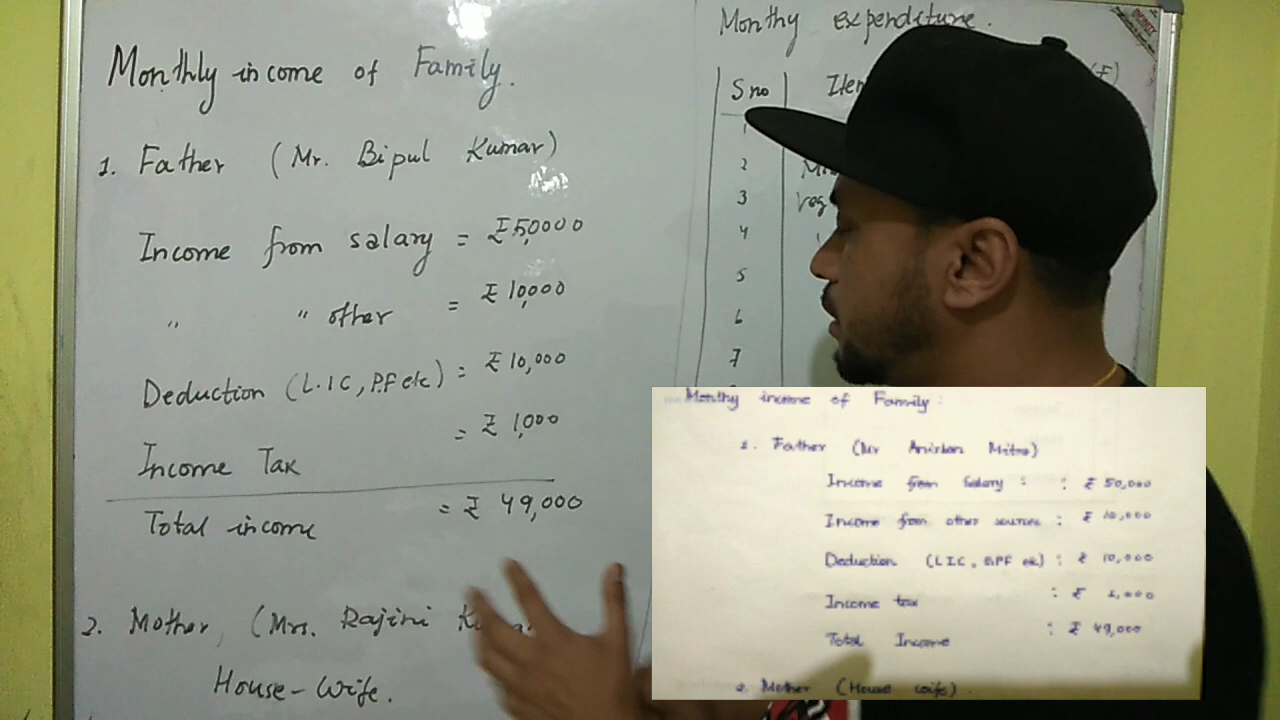 Monthly income of Family.
1. Father (Mr. Bipul Kumar)
Income from salary = ₹ 50000
" " other = ₹ 10,000
Deduction (L.IC, P.F etc) = ₹ 10,000
Income Tax = ₹ 1,000
Total income = ₹ 49,000
2. Mother, (Mrs. Rajini
House-Wife.
Monthy expenditure.
S no
1
2
3
4
5
6
7
Monthy income of Family:
1. Father (Mr Anirban Mitra)
Income from Salary : : ₹ 50,000
Income from other sources : ₹ 10,000
Deduction (LIC, GPF etc) : ₹ 10,000
Income tax : ₹ 1,000
Total Income : ₹ 49,000
2. Mother (House wife).